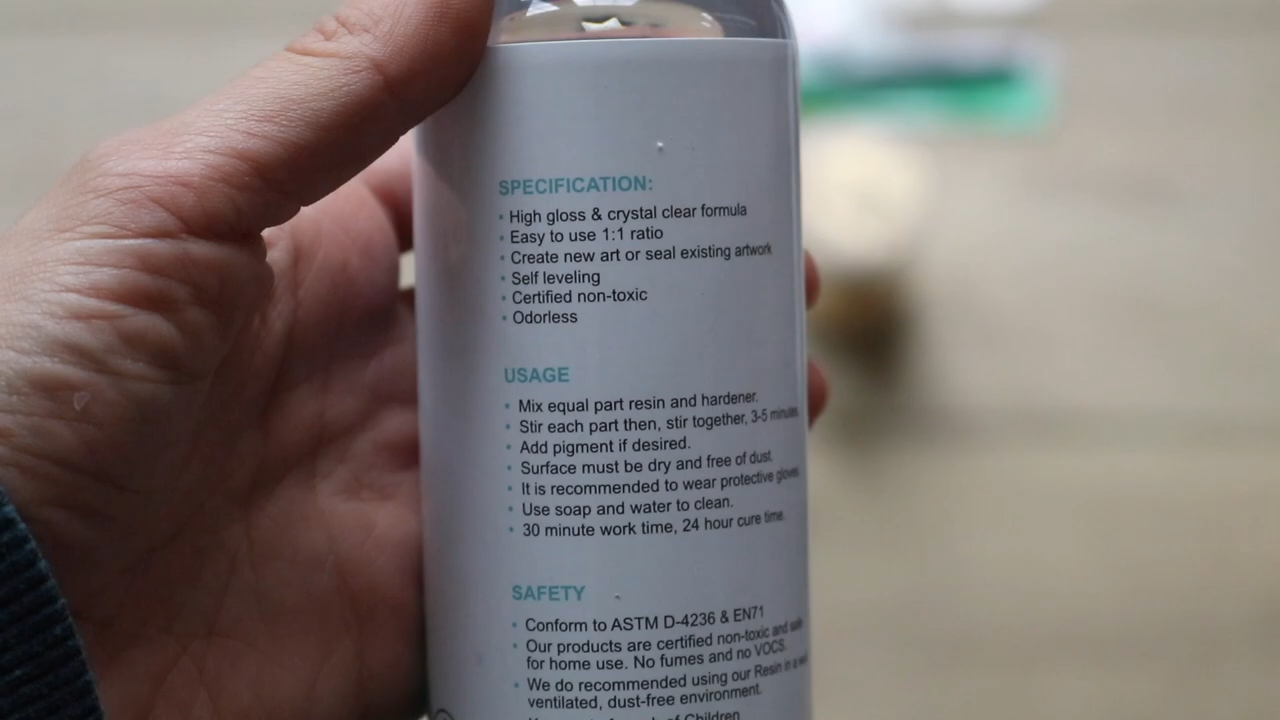 SPECIFICATION:
• High gloss & crystal clear formula
• Easy to use 1:1 ratio
• Create new art or seal existing artwork
• Self leveling
• Certified non-toxic
• Odorless
USAGE
• Mix equal part resin and hardener.
• Stir each part then, stir together, 3-5 minutes.
• Add pigment if desired.
• Surface must be dry and free of dust.
• It is recommended to wear protective gloves
• Use soap and water to clean.
• 30 minute work time, 24 hour cure time.
SAFETY
• Conform to ASTM D-4236 & EN71
• Our products are certified non-toxic and safe
for home use. No fumes and no VOCS.
• We do recommended using our Resin in a
ventilated, dust-free environment.
of Children